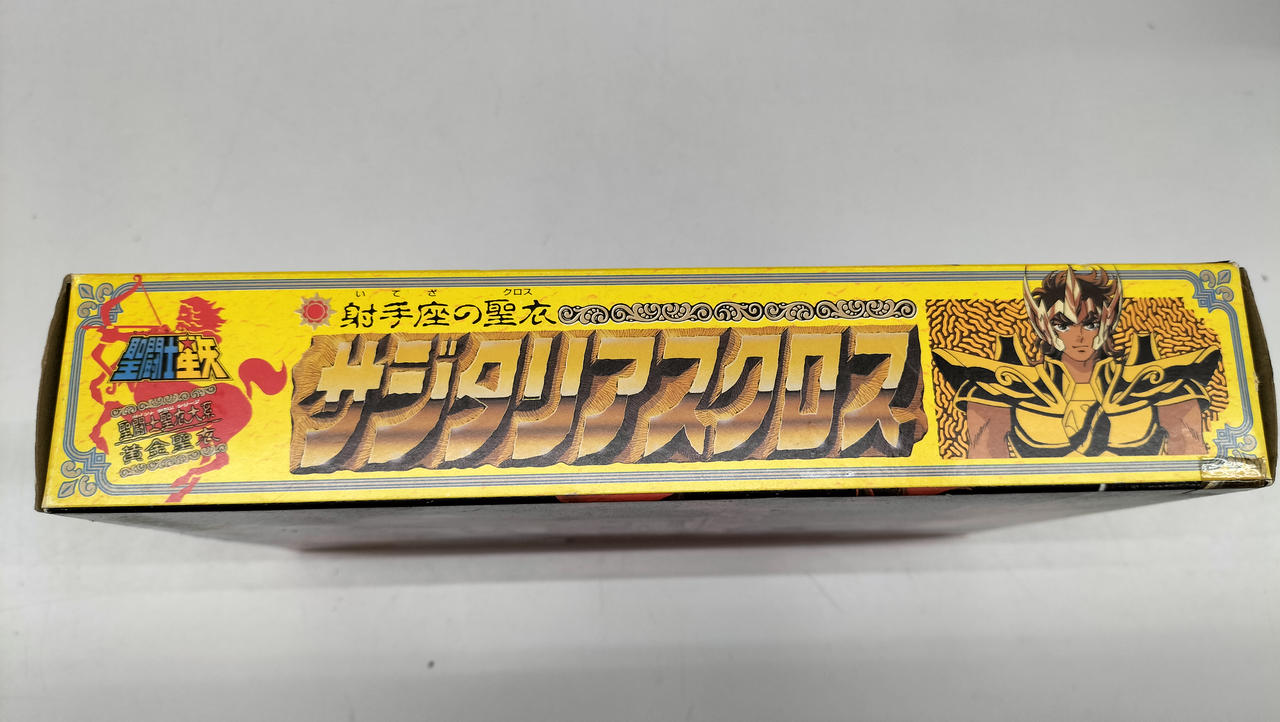 聖闘士星矢
聖闘士聖衣大系
黄金聖衣
いてざ クロス
射手座の聖衣
サジタリアスクロス